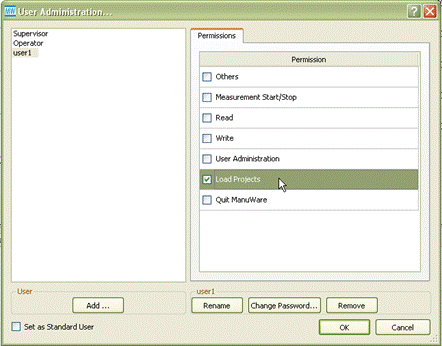 MW User Administration...
Supervisor
Operator
user1
Permissions
Permission
Others
Measurement Start/Stop
Read
Write
User Administration
Load Projects
Quit ManuWare
User
Add ...
user1
Rename
Change Password...
Remove
Set as Standard User
OK
Cancel